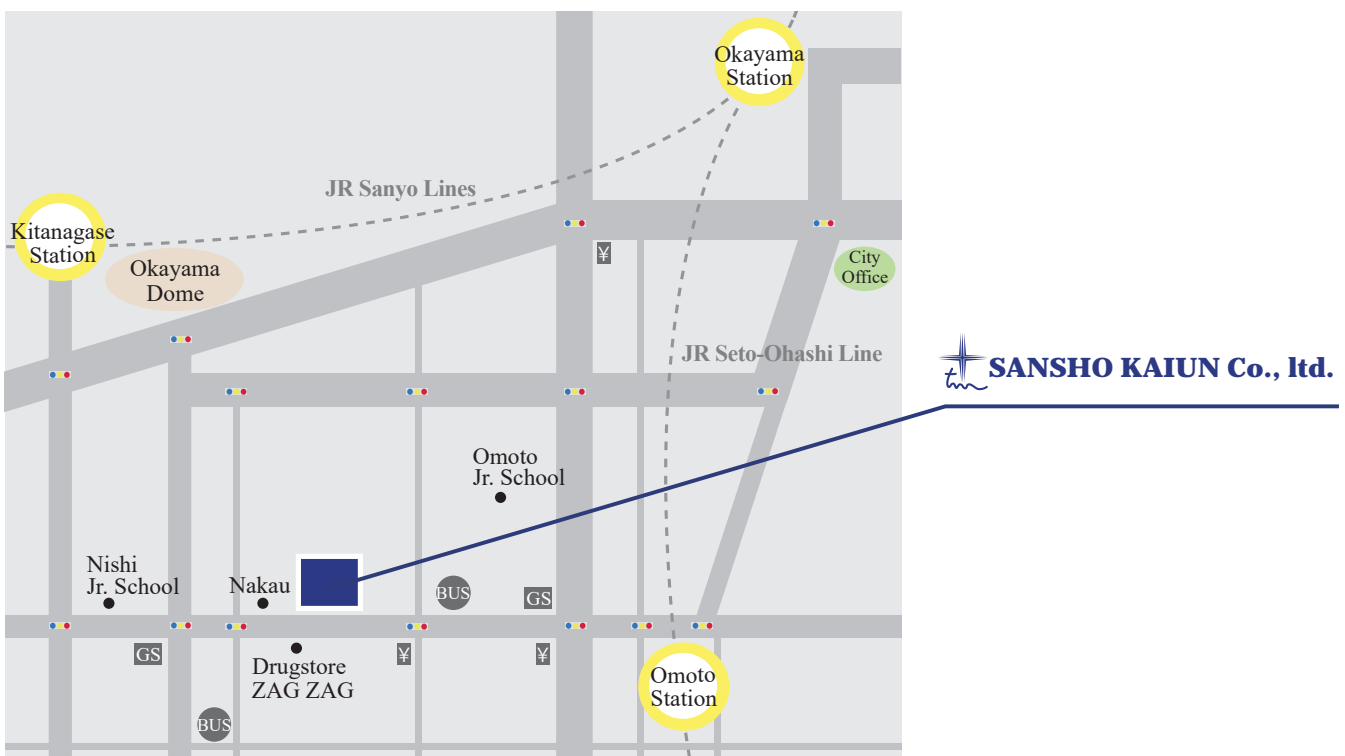 Okayama
Station
JR Sanyo Lines
Kitanagase
Station
Okayama
Dome
¥
City
Office
JR Seto-Ohashi Line
SANSHO KAIUN Co., ltd.
Omoto
Jr. School
Nishi
Jr. School
Nakau
BUS
GS
GS
Drugstore
ZAG ZAG
¥
¥
Omoto
Station
BUS